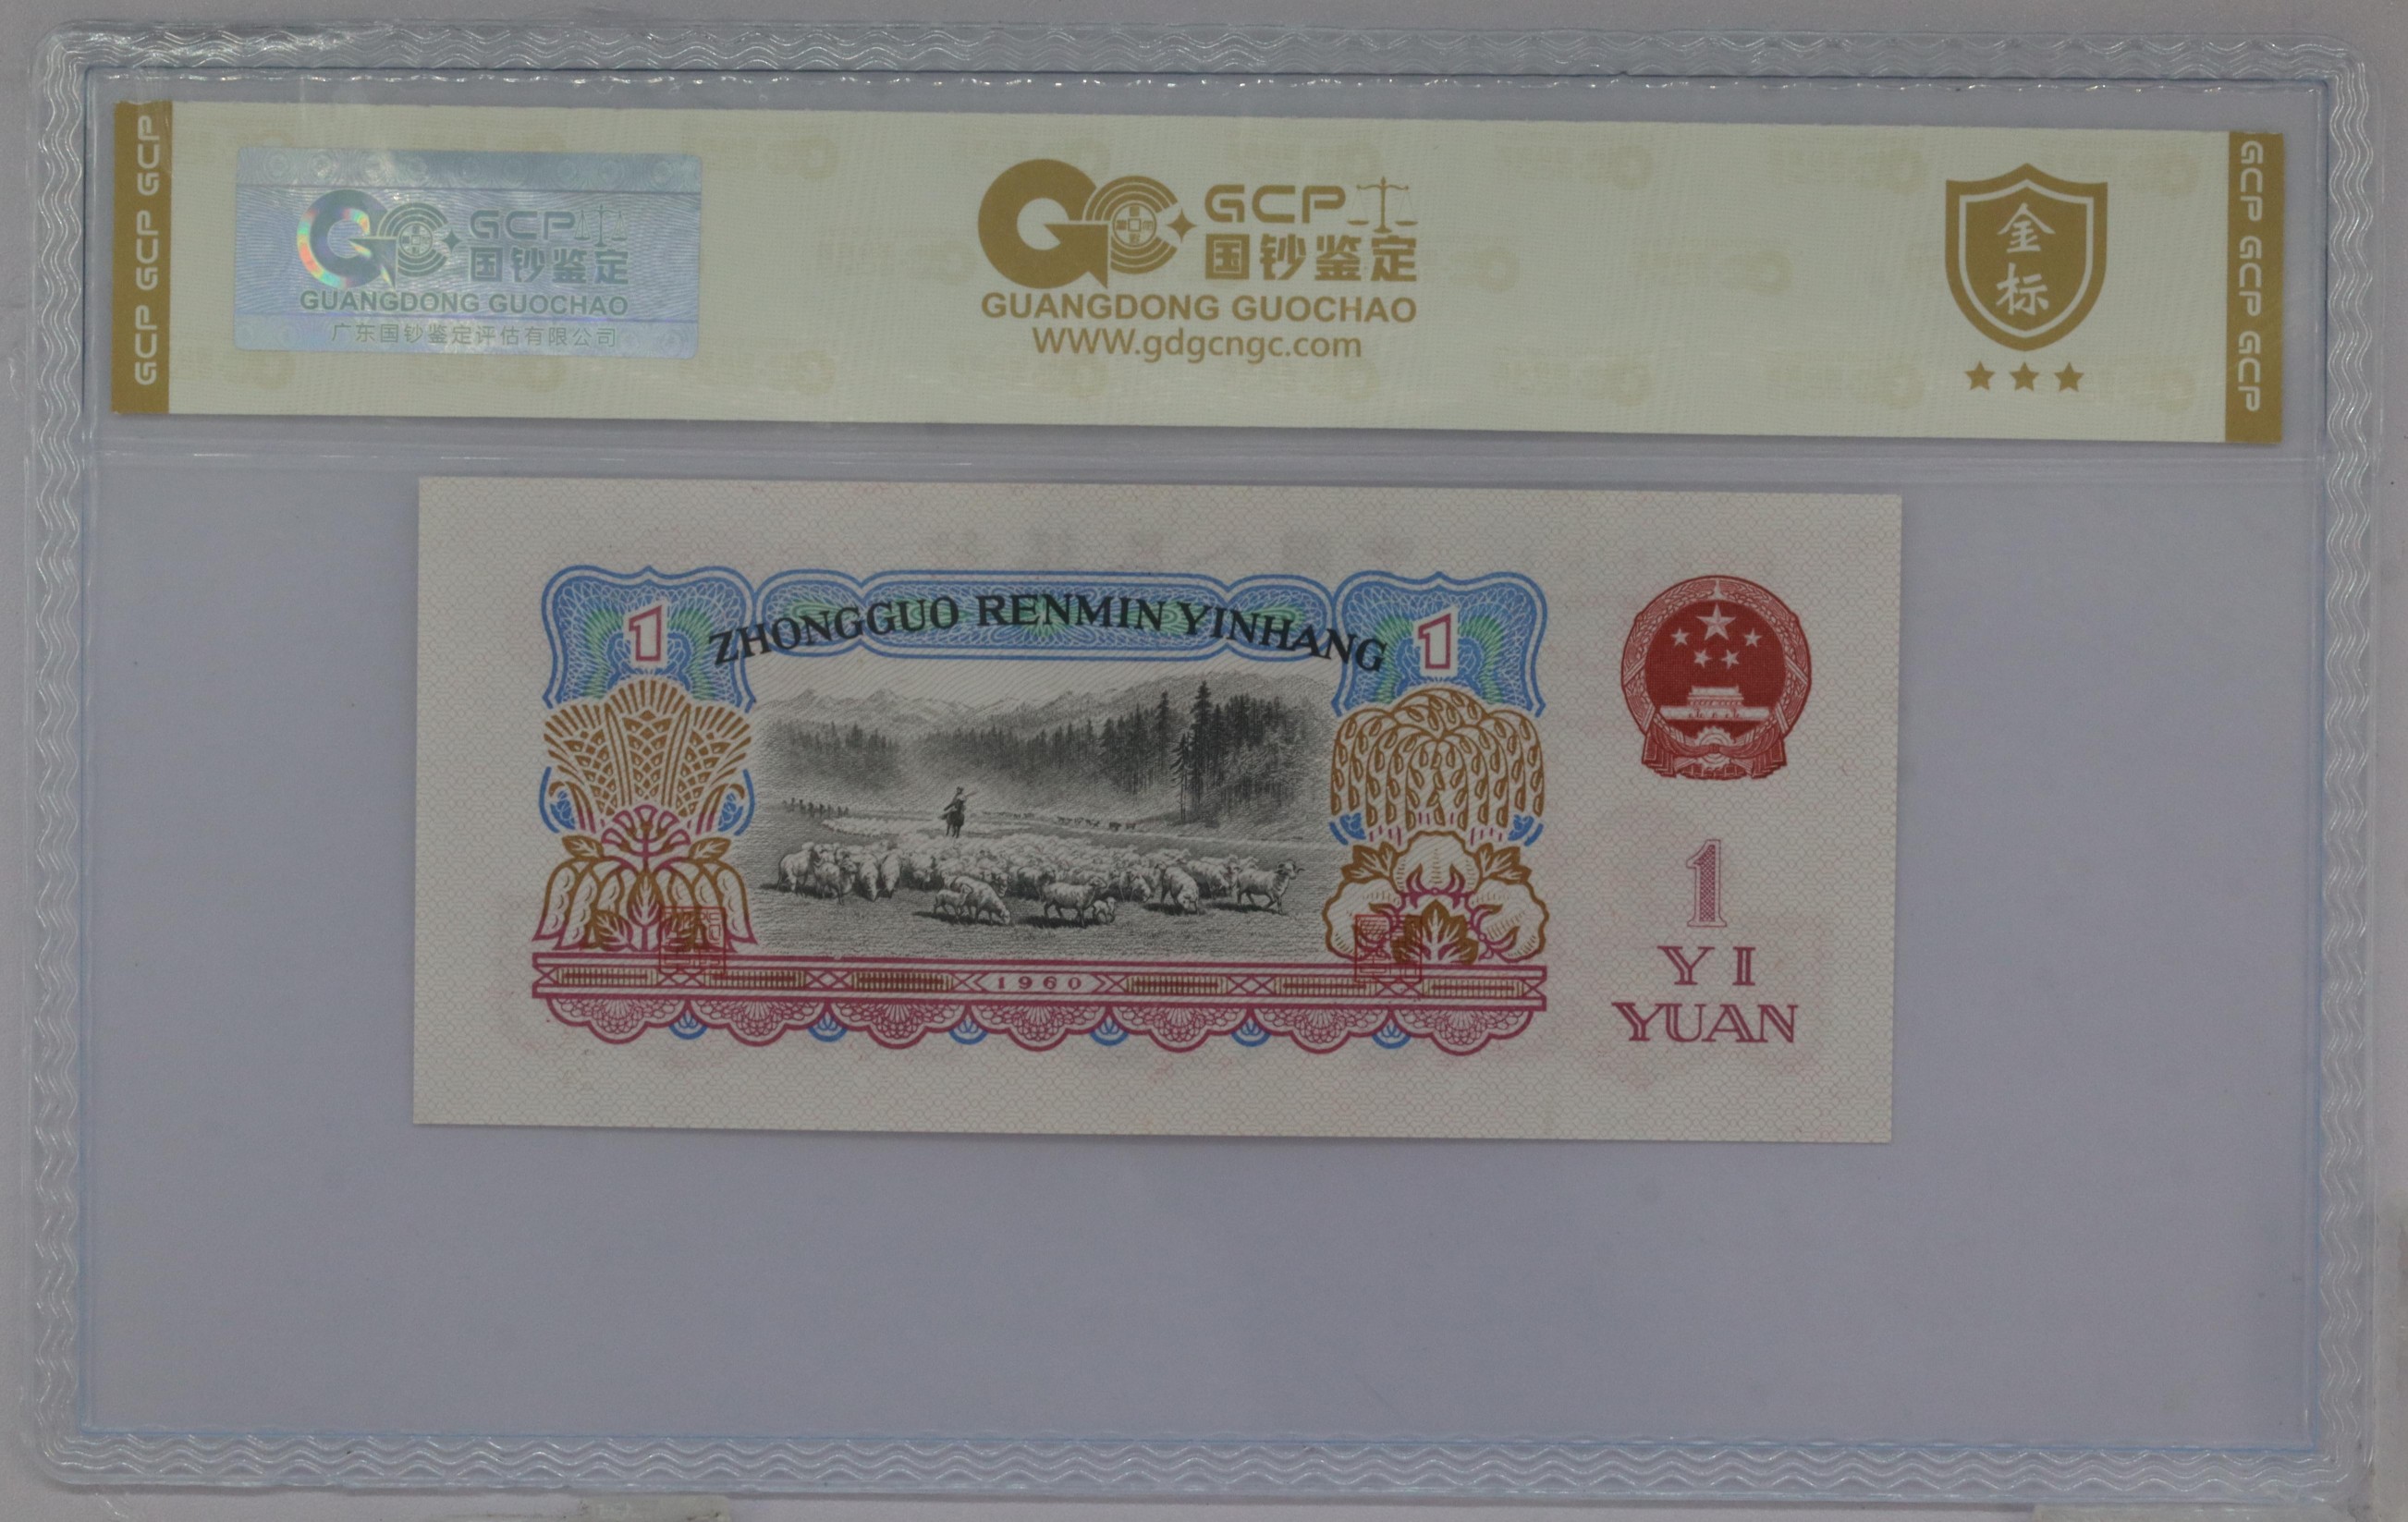 GCP GCP GCP
GCP
国钞鉴定
GUANGDONG GUOCHAO
广东国钞鉴定评估有限公司
GCP
国钞鉴定
GUANGDONG GUOCHAO
WWW.gdgcngc.com
金
标
GCP GCP GCP
1
ZHONGGUO RENMIN YINHANG
1
1960
1
YI
YUAN